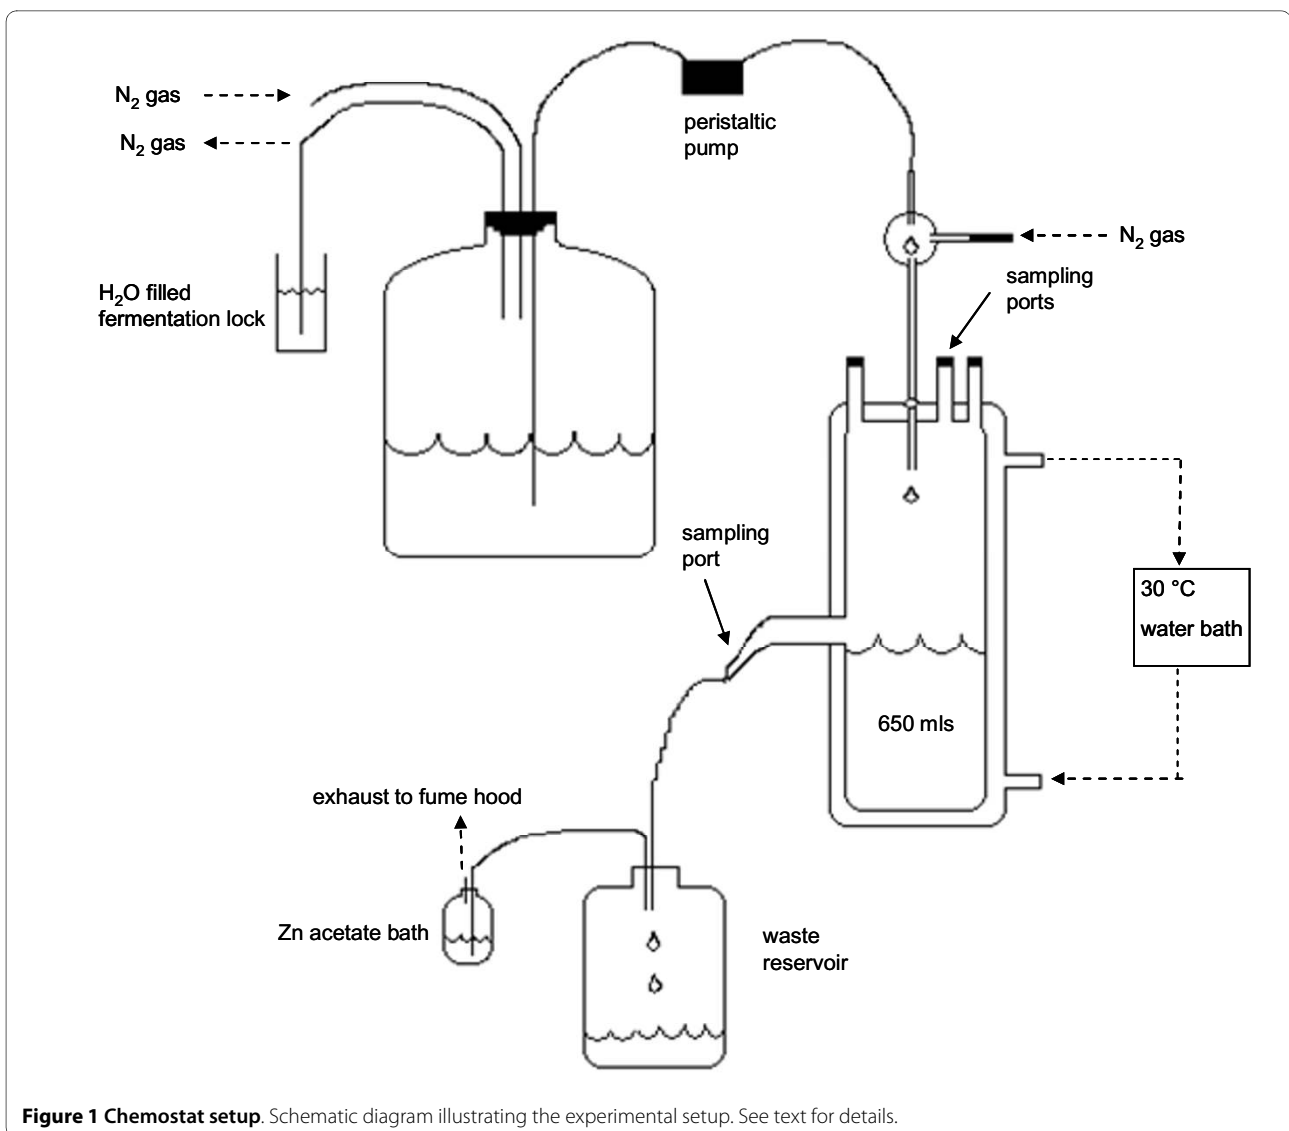 N2 gas
N2 gas
peristaltic
pump
N2 gas
sampling
ports
H2O filled
fermentation lock
sampling
port
30 °C
water bath
650 mls
exhaust to fume hood
Zn acetate bath
waste
reservoir
Figure 1 Chemostat setup. Schematic diagram illustrating the experimental setup. See text for details.